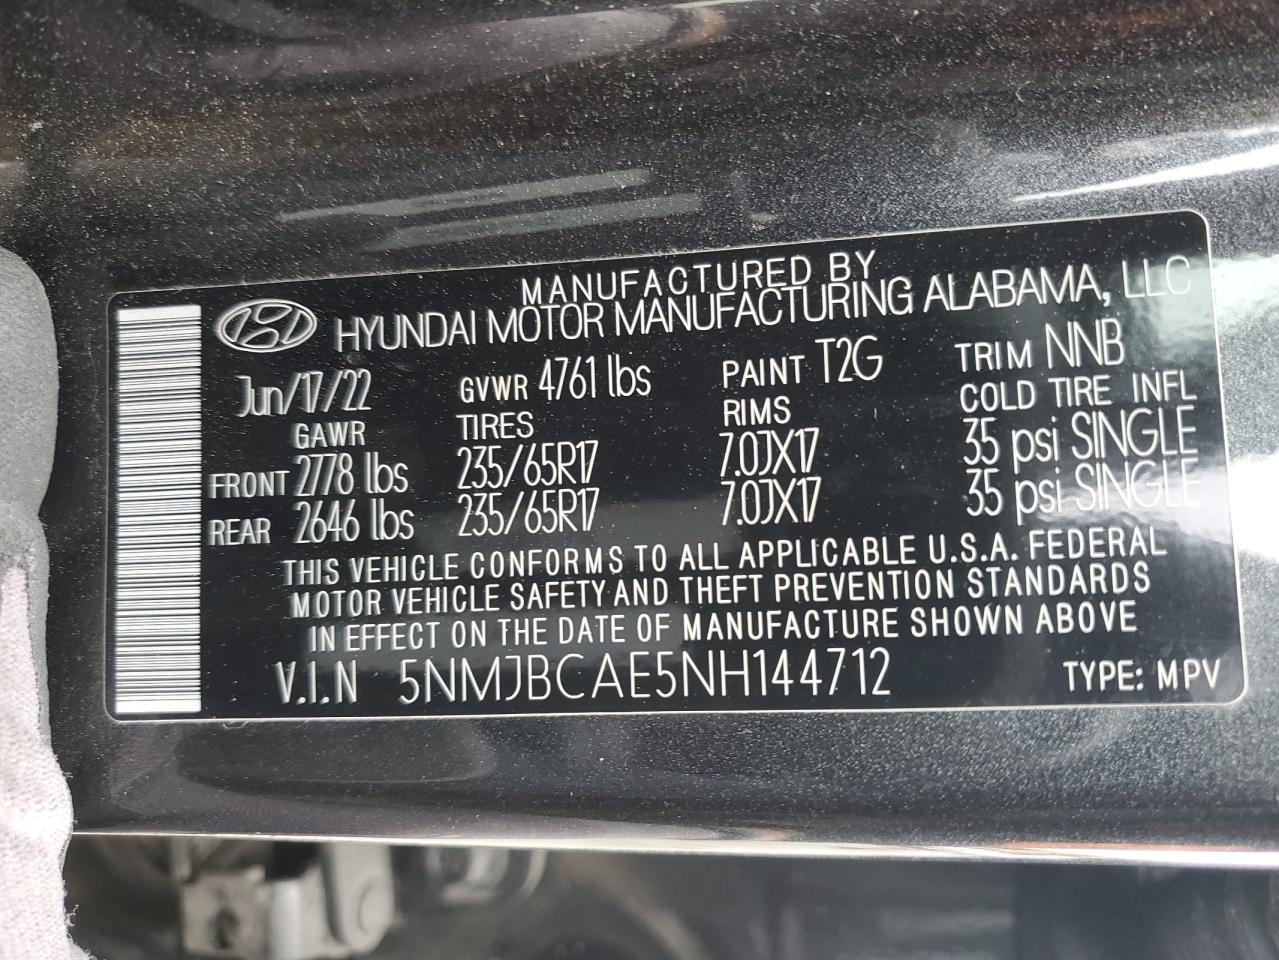 MANUFACTURED BY
HYUNDAI MOTOR MANUFACTURING ALABAMA, LLC
Jun/17/22 GVWR 4761 lbs PAINT T2G TRIM NNB
GAWR TIRES RIMS COLD TIRE INFL
FRONT 2778 lbs 235/65R17 7.0JX17 35 psi SINGLE
REAR 2646 lbs 235/65R17 7.0JX17 35 psi SINGLE
THIS VEHICLE CONFORMS TO ALL APPLICABLE U.S.A. FEDERAL
MOTOR VEHICLE SAFETY AND THEFT PREVENTION STANDARDS
IN EFFECT ON THE DATE OF MANUFACTURE SHOWN ABOVE
V.I.N 5NMJBCAE5NH144712 TYPE: MPV